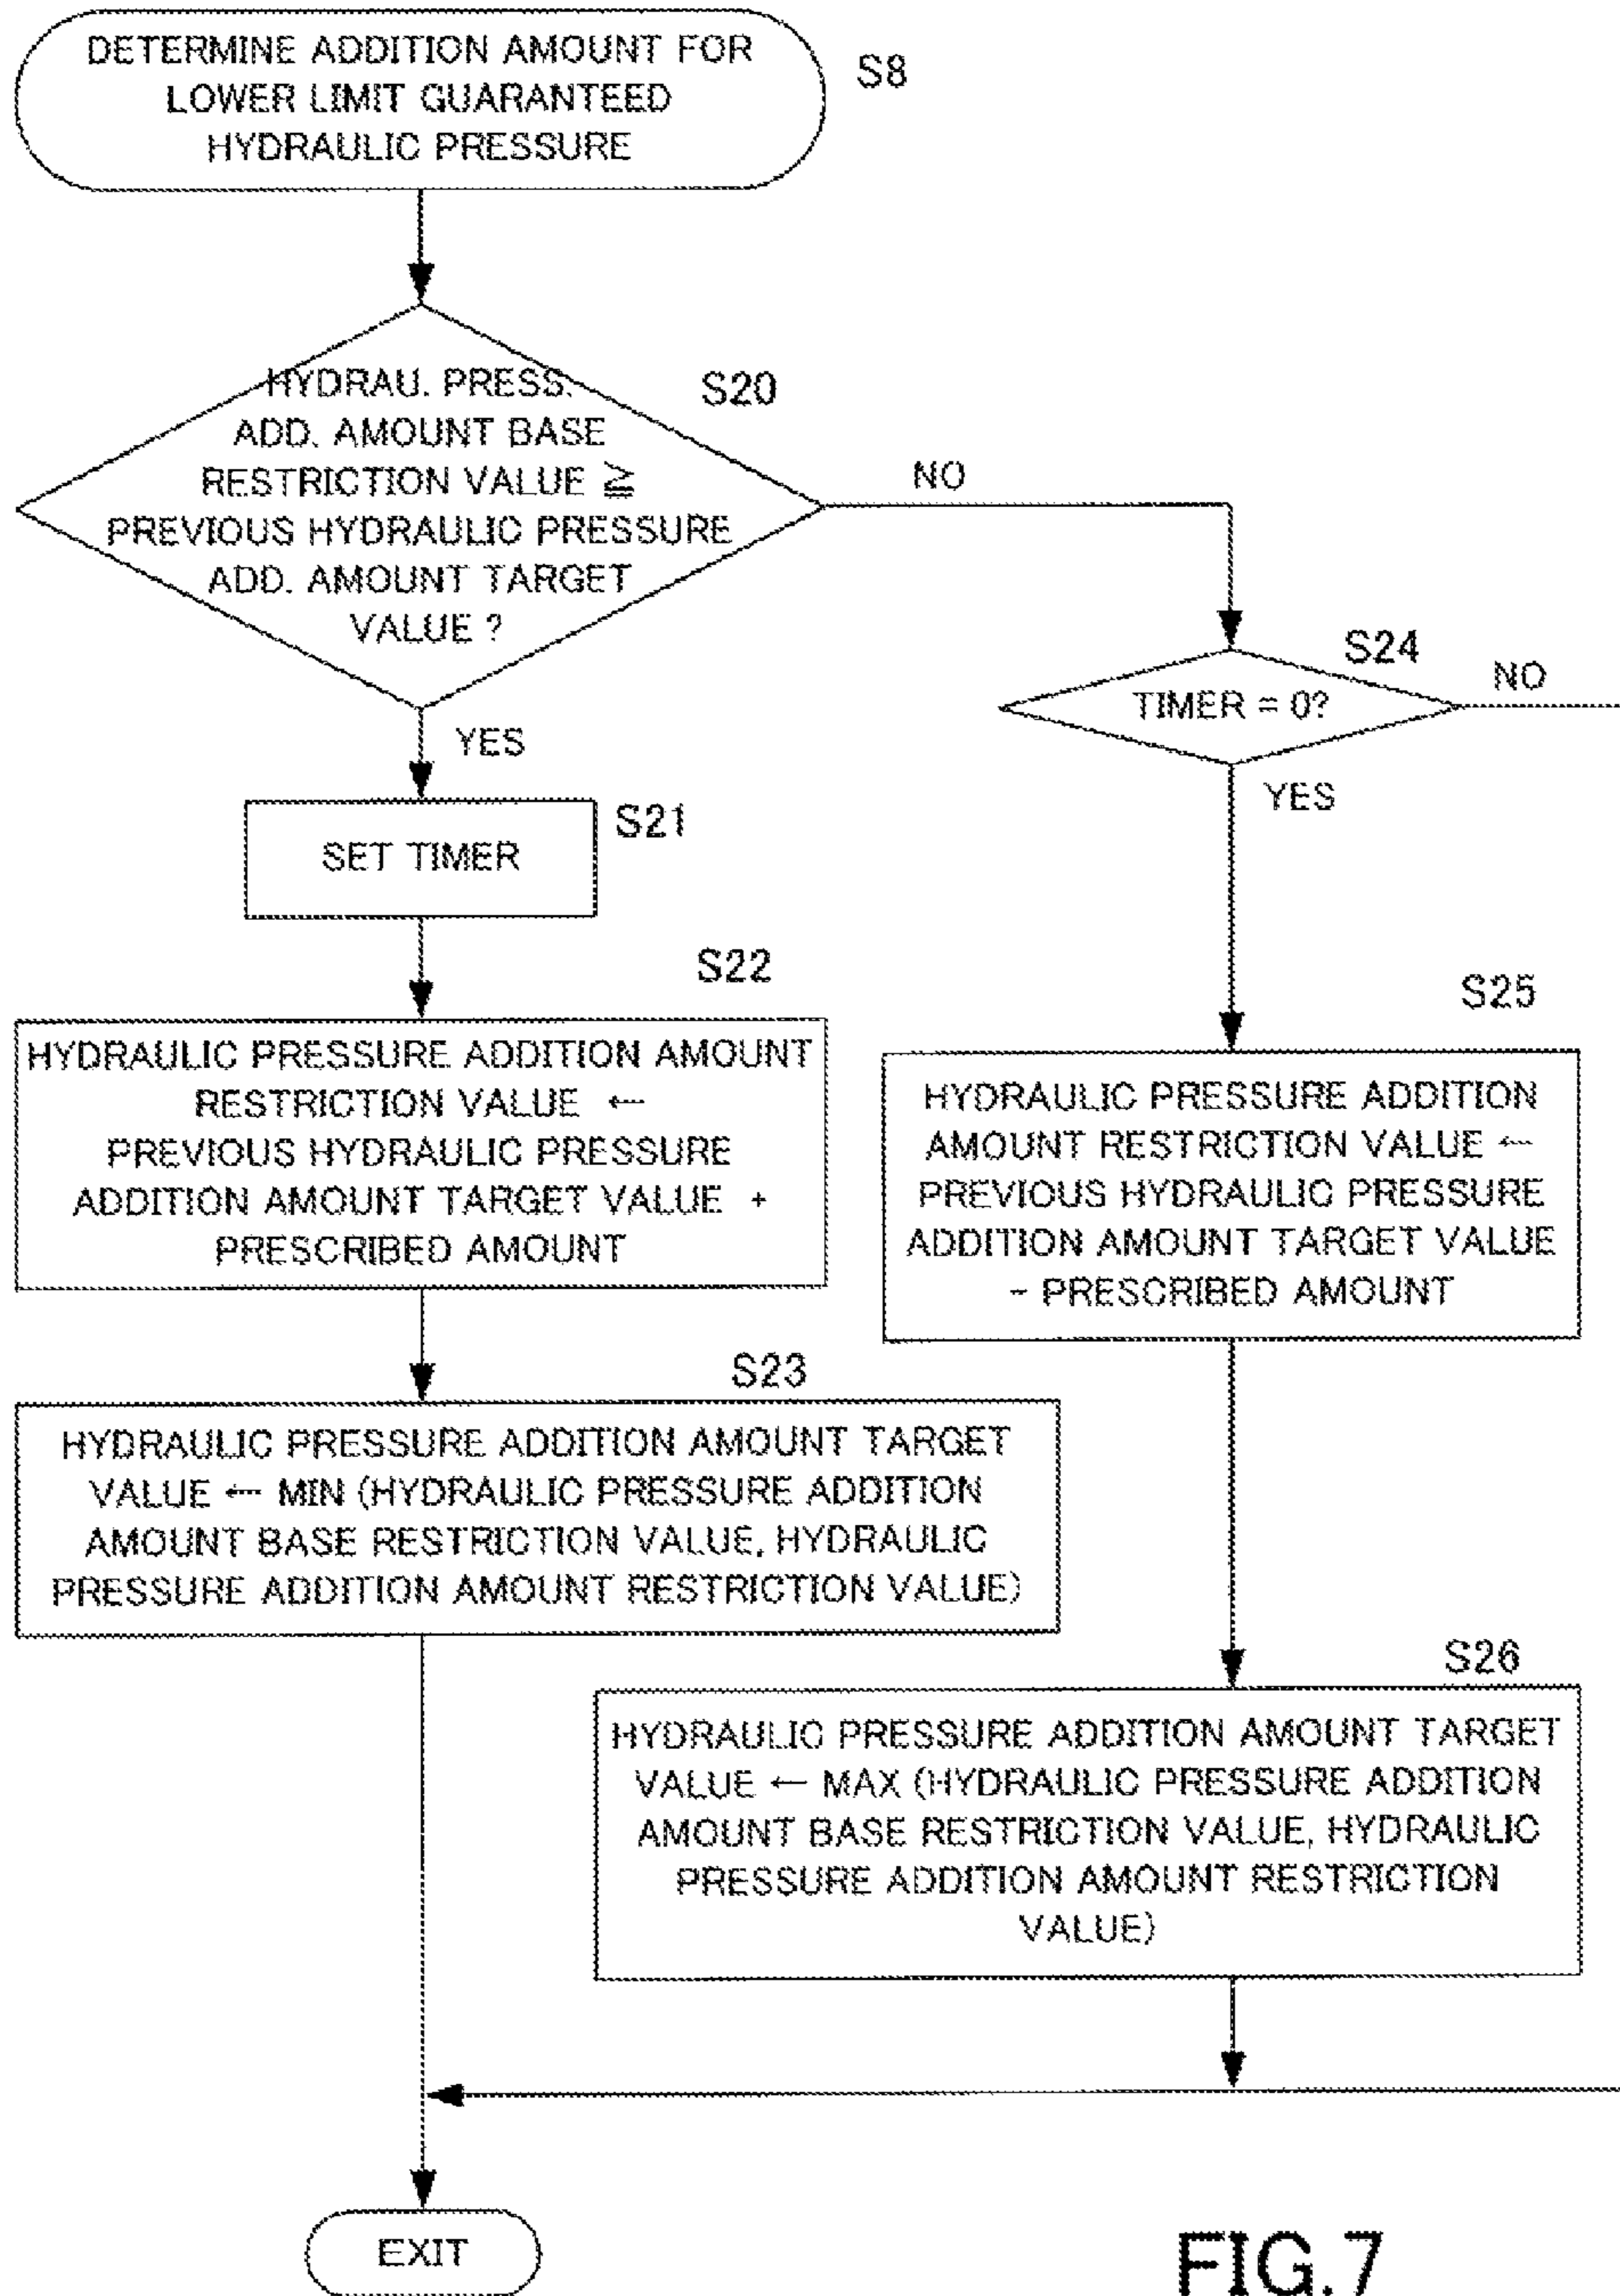 DETERMINE ADDITION AMOUNT FOR
LOWER LIMIT GUARANTEED
HYDRAULIC PRESSURE
S8
HYDRAU. PRESS.
ADD. AMOUNT BASE
RESTRICTION VALUE ≧
PREVIOUS HYDRAULIC PRESSURE
ADD. AMOUNT TARGET
VALUE ?
S20
NO
YES
S24
TIMER = 0?
NO
YES
S21
SET TIMER
S22
HYDRAULIC PRESSURE ADDITION AMOUNT
RESTRICTION VALUE ←
PREVIOUS HYDRAULIC PRESSURE
ADDITION AMOUNT TARGET VALUE +
PRESCRIBED AMOUNT
S25
HYDRAULIC PRESSURE ADDITION
AMOUNT RESTRICTION VALUE ←
PREVIOUS HYDRAULIC PRESSURE
ADDITION AMOUNT TARGET VALUE
- PRESCRIBED AMOUNT
S23
HYDRAULIC PRESSURE ADDITION AMOUNT TARGET
VALUE ← MIN (HYDRAULIC PRESSURE ADDITION
AMOUNT BASE RESTRICTION VALUE, HYDRAULIC
PRESSURE ADDITION AMOUNT RESTRICTION VALUE)
S26
HYDRAULIC PRESSURE ADDITION AMOUNT TARGET
VALUE ← MAX (HYDRAULIC PRESSURE ADDITION
AMOUNT BASE RESTRICTION VALUE, HYDRAULIC
PRESSURE ADDITION AMOUNT RESTRICTION
VALUE)
EXIT
FIG.7